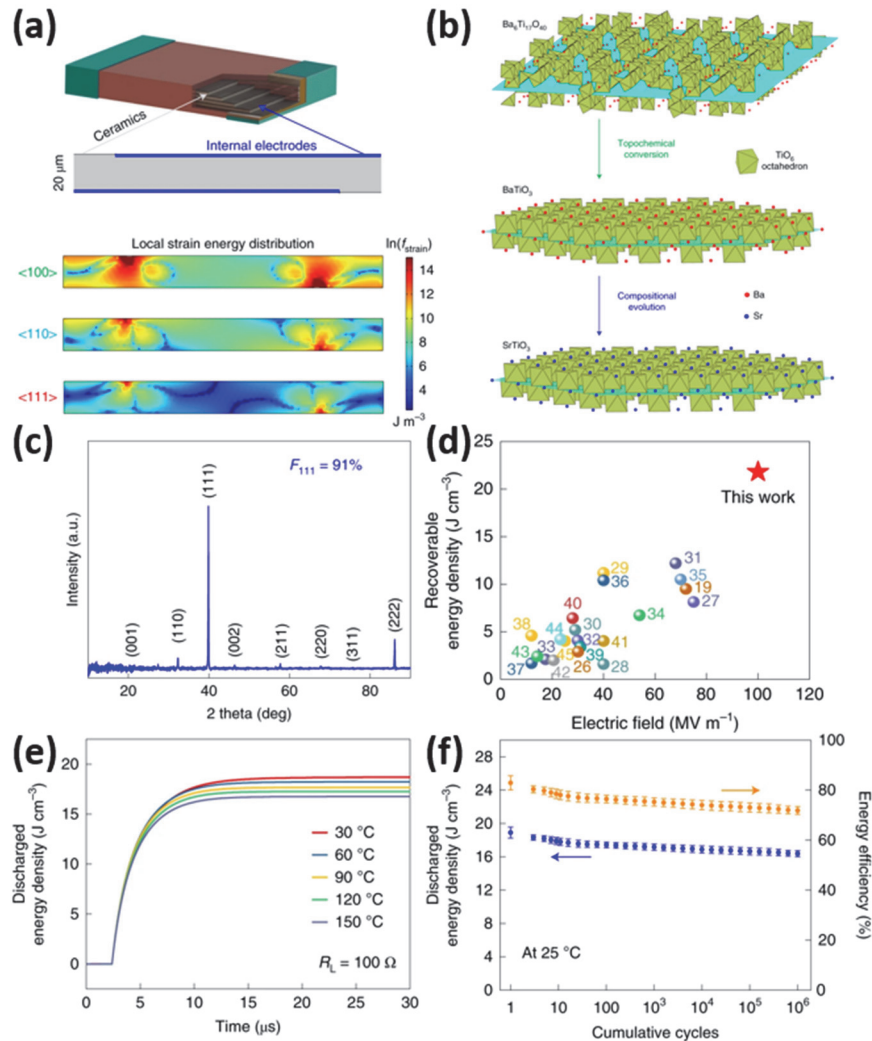 (a)
Ceramics
Internal electrodes
20 μm
Local strain energy distribution
ln(f_strain)
<100>
<110>
<111>
14
12
10
8
6
4
J m⁻³
(b)
Ba₆Ti₁₇O₄₀
Topochemical
conversion
TiO₆
octahedron
BaTiO₃
Compositional
evolution
Ba
Sr
SrTiO₃
(c)
F₁₁₁ = 91%
Intensity (a.u.)
(001)
(110)
(111)
(002)
(211)
(220)
(311)
(222)
20
40
60
80
2 theta (deg)
(d)
Recoverable
energy density (J cm⁻³)
25
20
15
10
5
0
This work
31
29
36
35
19
27
40
34
30
38
44
32
41
43
33
45
39
37
42
26
28
0
20
40
60
80
100
120
Electric field (MV m⁻¹)
(e)
Discharged
energy density (J cm⁻³)
20
15
10
5
0
30 °C
60 °C
90 °C
120 °C
150 °C
R_L = 100 Ω
0
5
10
15
20
25
30
Time (μs)
(f)
Discharged
energy density (J cm⁻³)
28
24
20
16
12
8
4
0
At 25 °C
100
80
60
40
20
0
Energy efficiency
(%)
1
10
10³
10⁴
10⁵
10⁶
Cumulative cycles